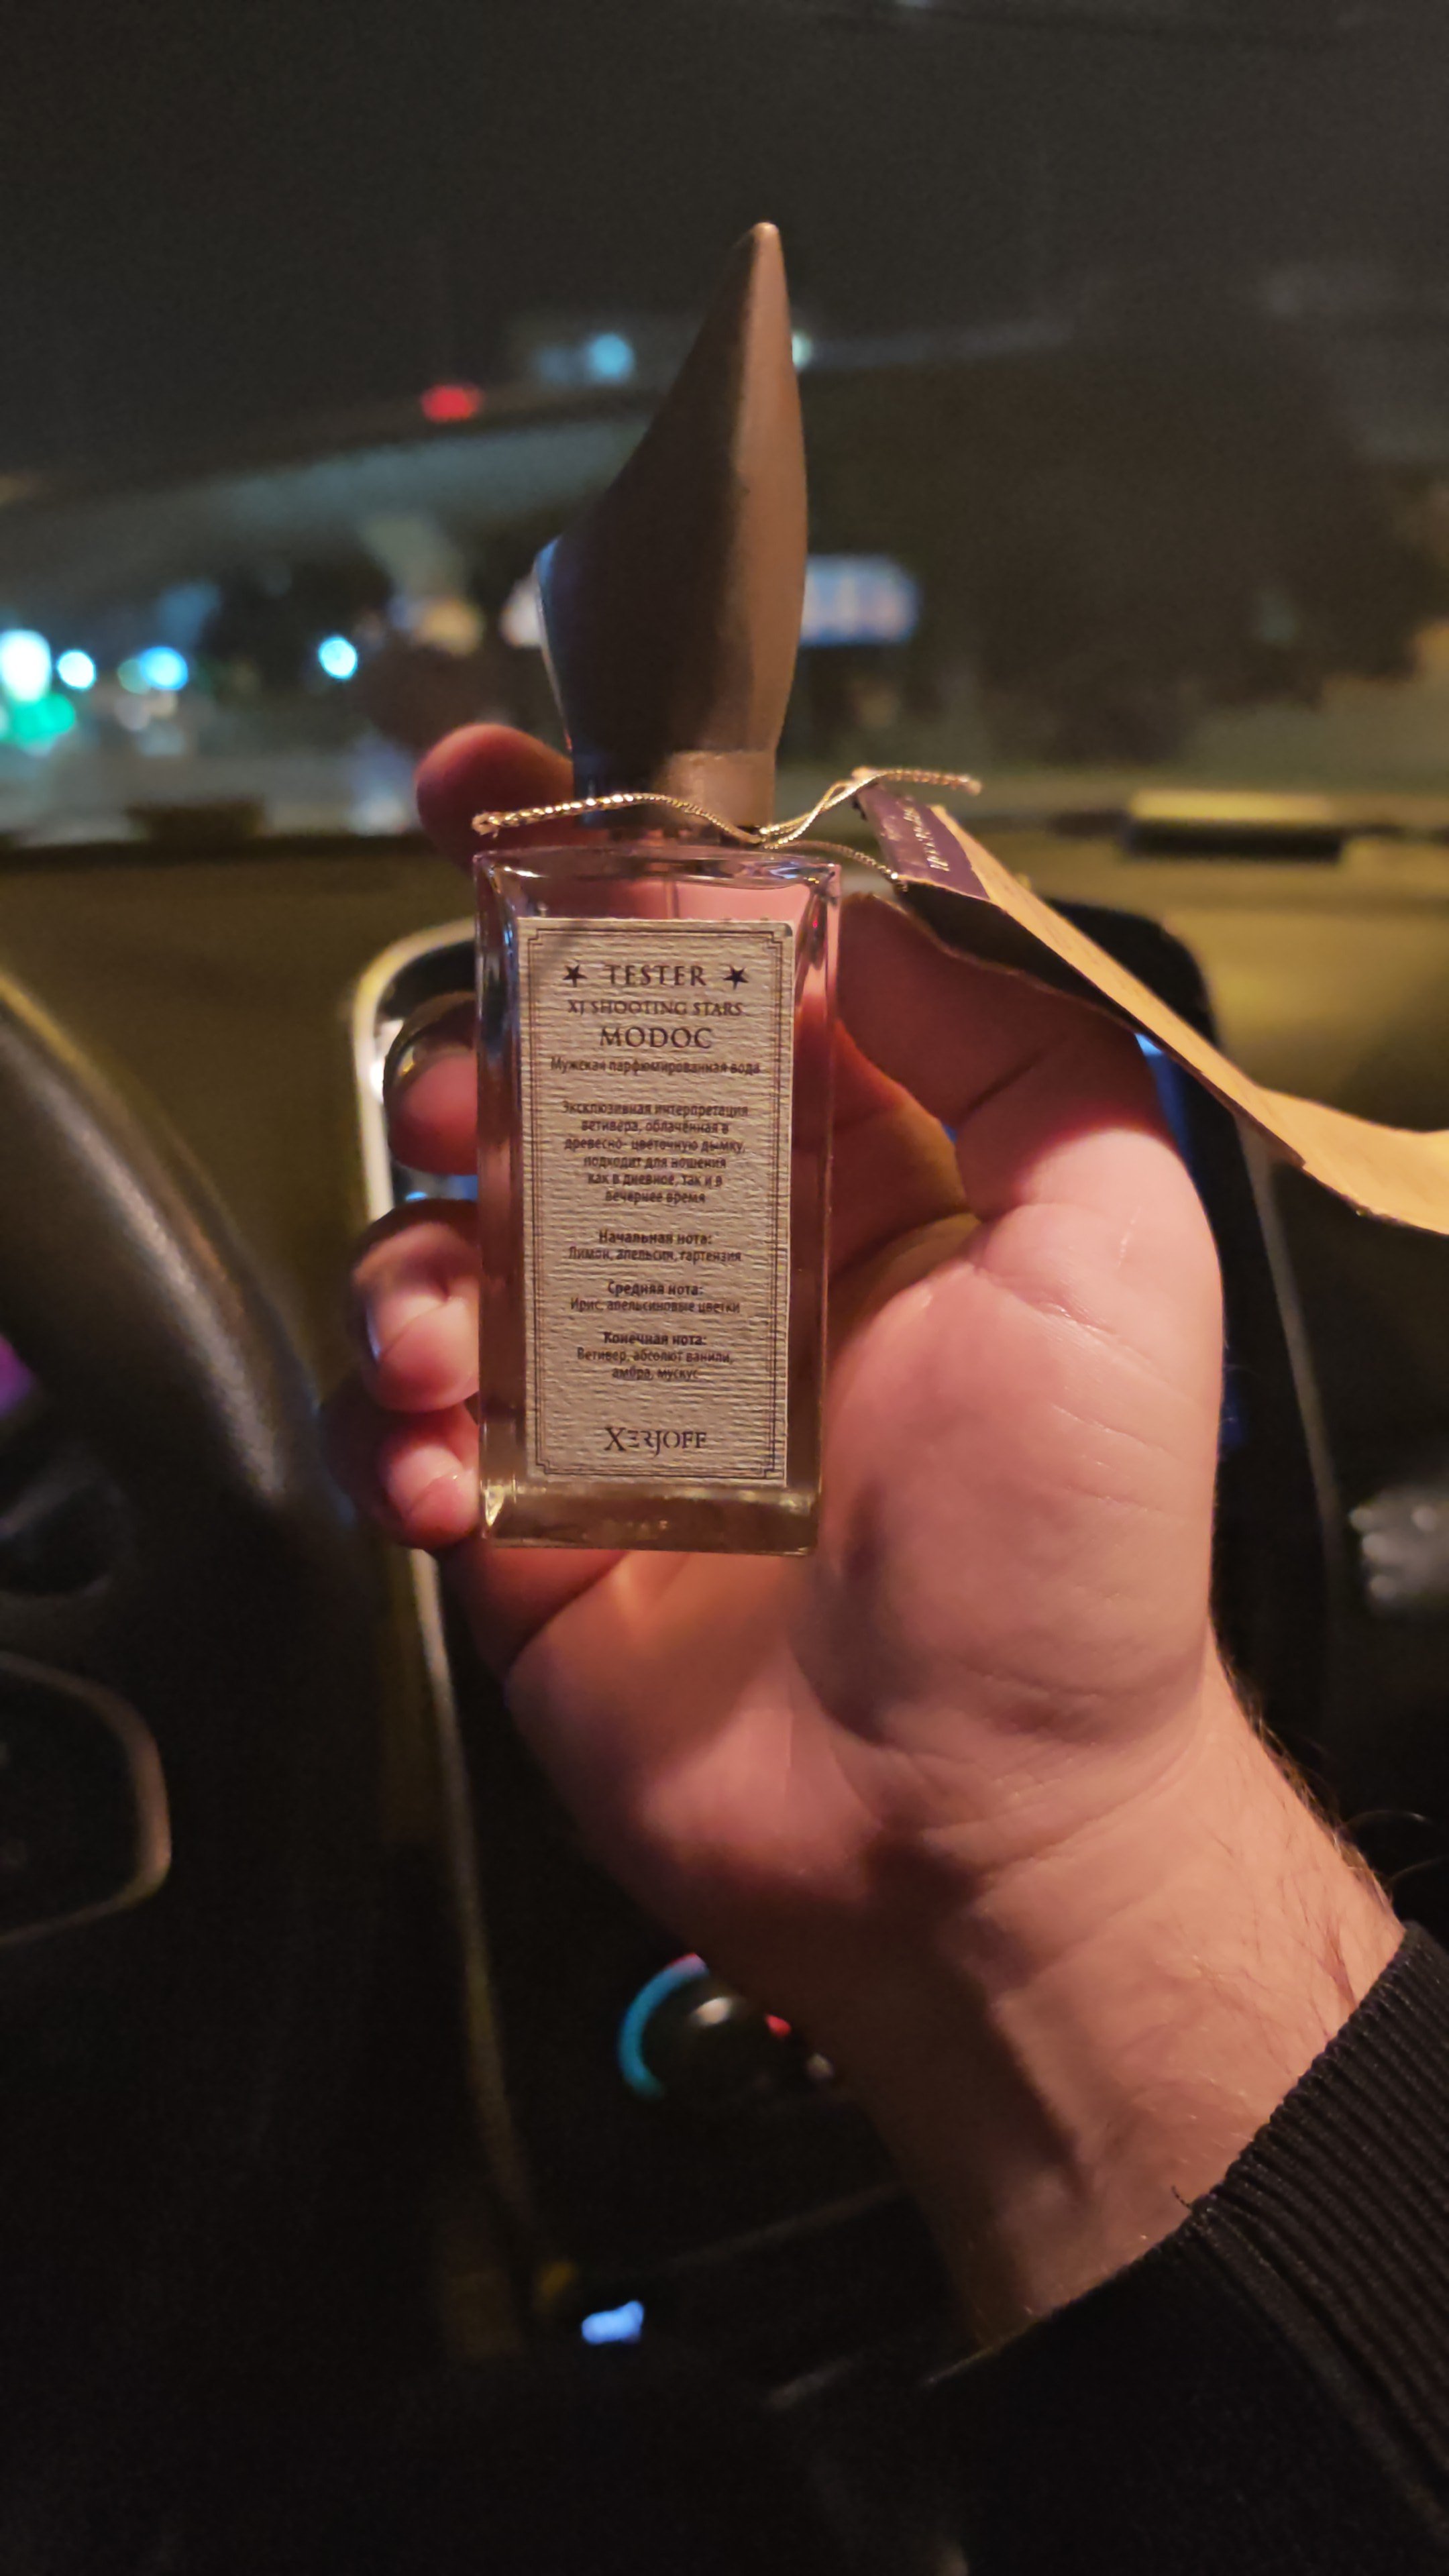 TESTER
XJ SHOOTING STARS
MODOC
Мужская парфюмированная вода
Эксклюзивная интерпретация
ветивера, облачённая в
древесно- цветочную дымку,
подходит для ношения
как в дневное, так и в
вечернее время
Начальная нота:
Лимон, апельсин, гартензия
Средняя нота:
Ирис, апельсиновые цветки
Конечная нота:
Ветивер, абсолют ванили,
амбра, мускус
XERJOFF